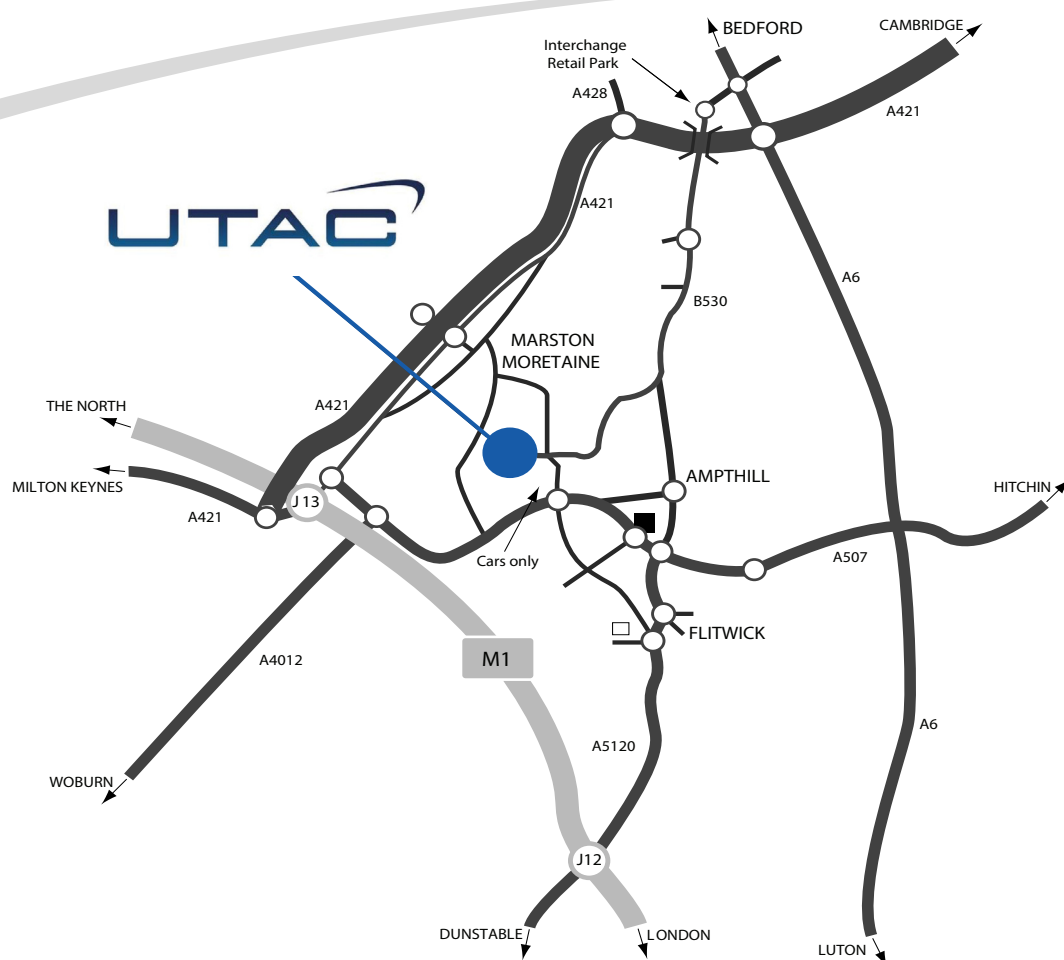 BEDFORD
CAMBRIDGE
Interchange
Retail Park
A428
A421
UTAC
A421
A6
B530
MARSTON
MORETAINE
THE NORTH
A421
MILTON KEYNES
A421
J 13
AMPTHILL
HITCHIN
Cars only
A507
FLITWICK
A4012
M1
A6
A5120
WOBURN
J12
DUNSTABLE
LONDON
LUTON